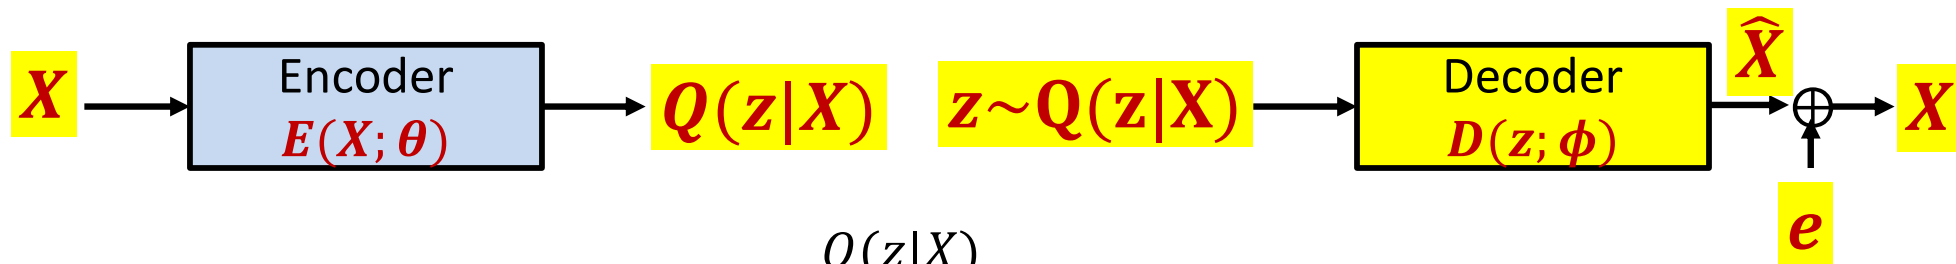 X
Encoder
E(X; θ)
Q(z|X)
z~Q(z|X)
Decoder
D(z; ϕ)
X̂
X
e
Q(z|X)